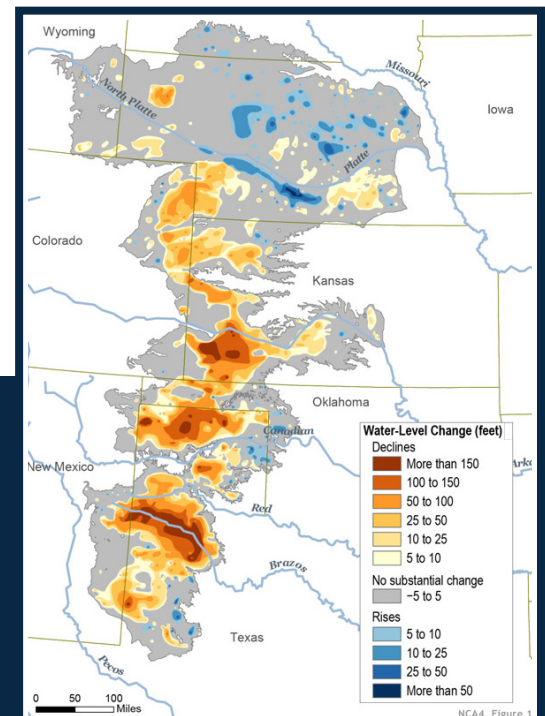 Wyoming
Missouri
North Platte
Iowa
Platte
Colorado
Kansas
Oklahoma
Canadian
New Mexico
Arka
Red
Brazos
Texas
Pecos
Water-Level Change (feet)
Declines
More than 150
100 to 150
50 to 100
25 to 50
10 to 25
5 to 10
No substantial change
−5 to 5
Rises
5 to 10
10 to 25
25 to 50
More than 50
0 50 100
Miles
NCA4, Figure 1